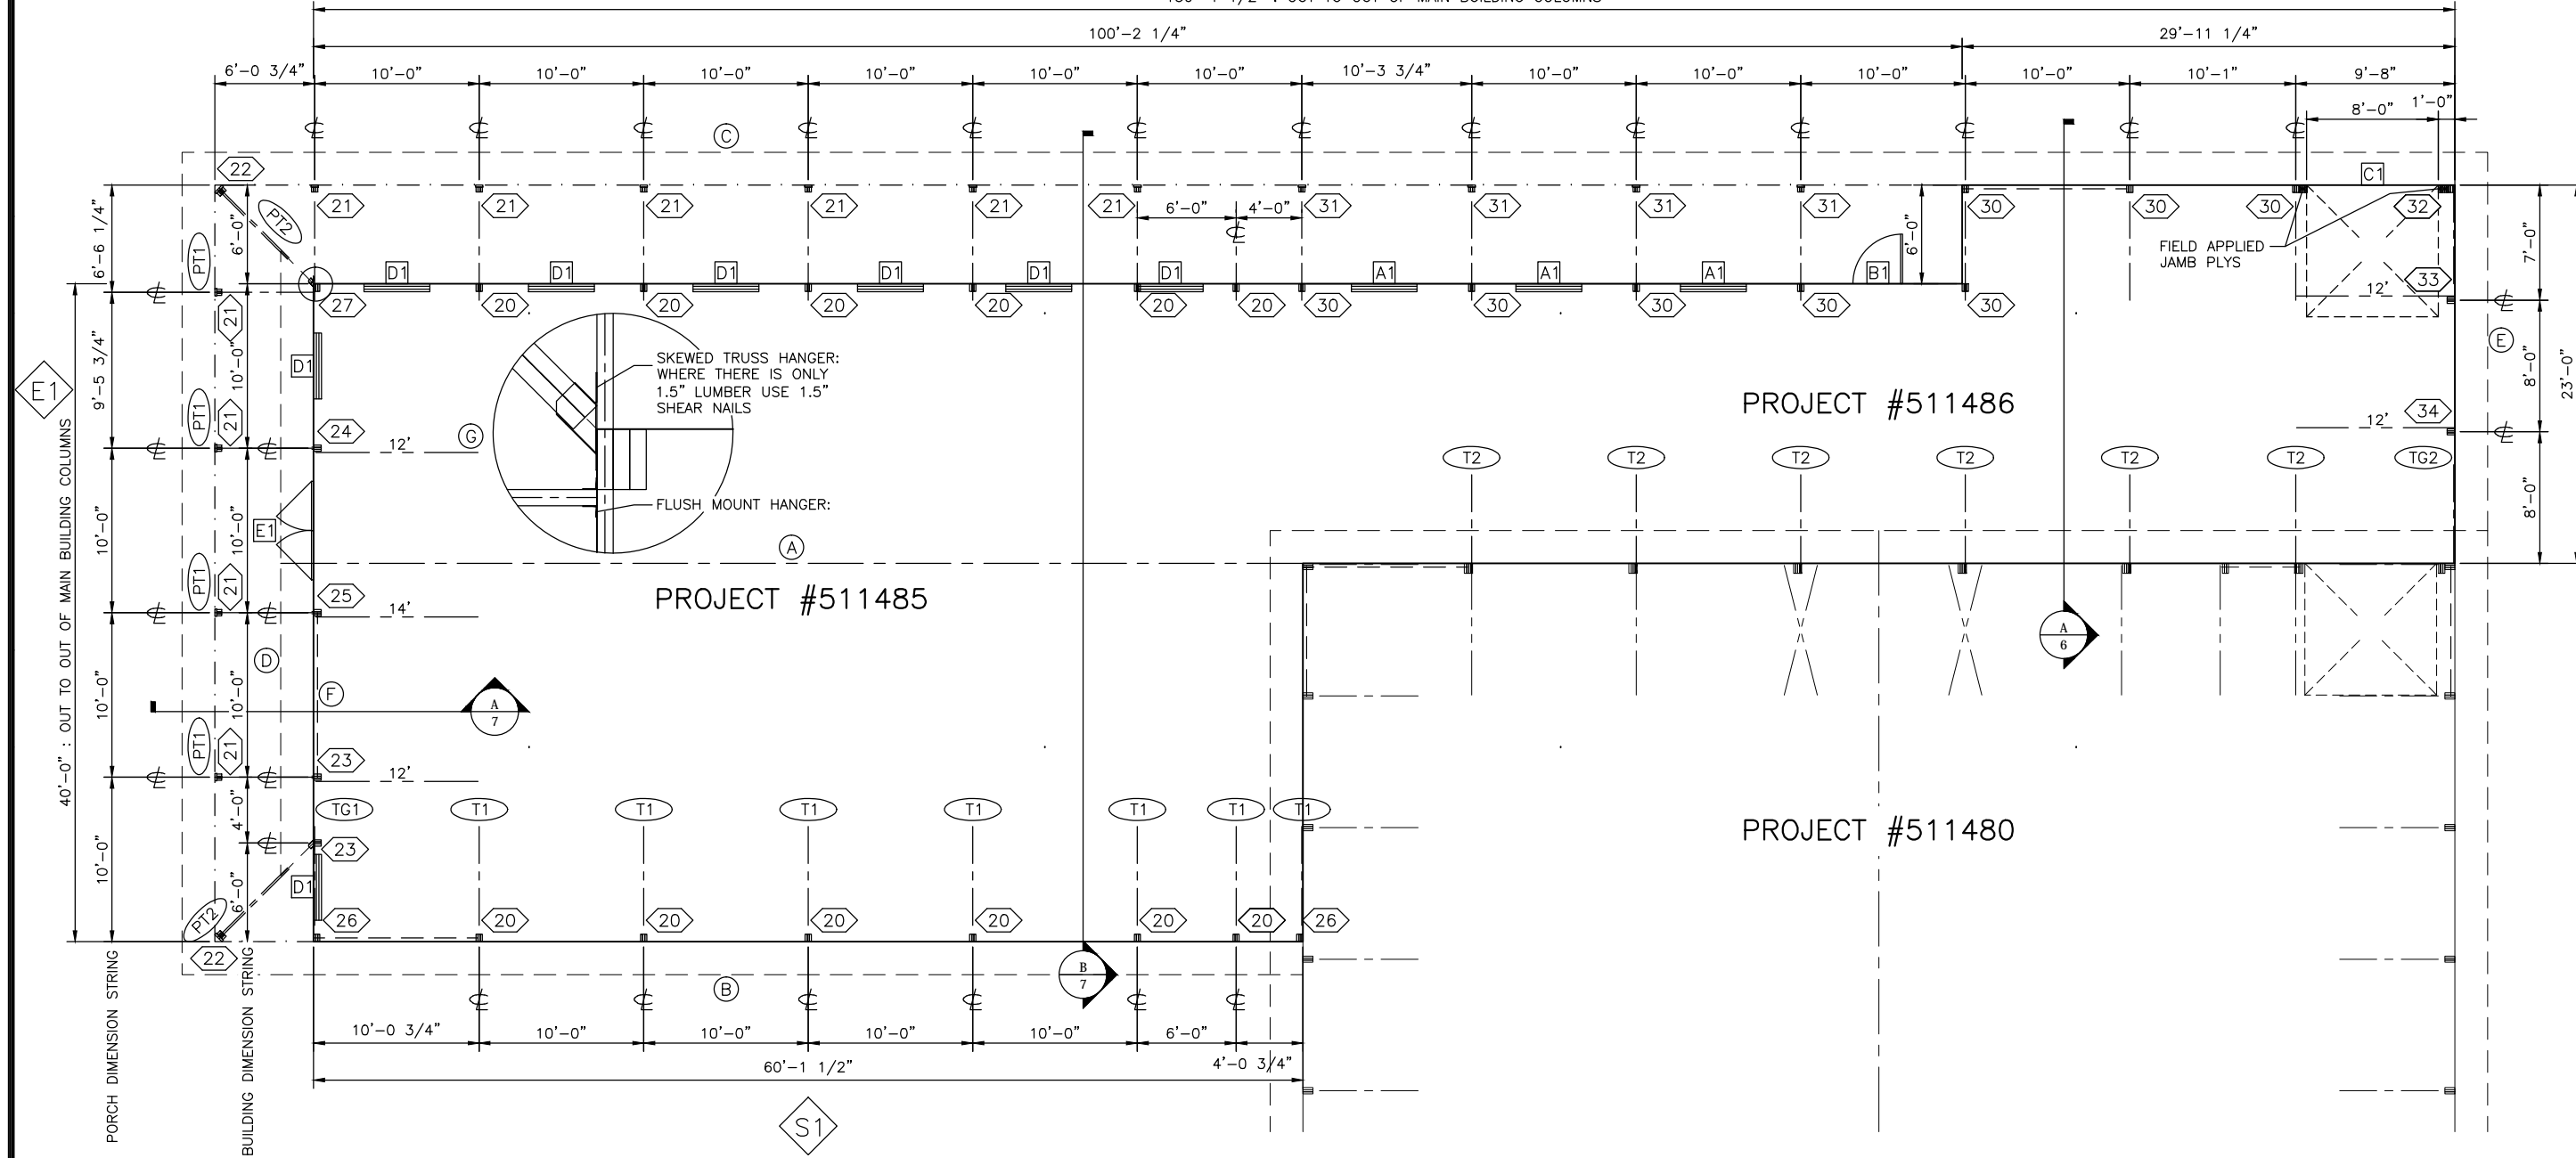 100'-2 1/4"
29'-11 1/4"
6'-0 3/4"
10'-0"
10'-0"
10'-0"
10'-0"
10'-0"
10'-0"
10'-3 3/4"
10'-0"
10'-0"
10'-0"
10'-0"
10'-1"
9'-8"
8'-0"
1'-0"
C
22
C1
PT2
21
21
21
21
21
21
6'-0"
4'-0"
31
31
31
31
6'-0"
30
30
30
32
FIELD APPLIED
JAMB PLYS
6'-6 1/4"
6'-0"
PT1
7'-0"
D1
D1
D1
D1
D1
D1
A1
A1
A1
B1
33
12'
27
20
20
20
20
20
20
30
30
30
30
30
21
E
E1
9'-5 3/4"
10'-0"
D1
SKEWED TRUSS HANGER:
WHERE THERE IS ONLY
1.5" LUMBER USE 1.5"
SHEAR NAILS
PROJECT #511486
8'-0"
23'-0"
PT1
21
24
12'
G
34
12'
T2
T2
T2
T2
T2
T2
TG2
8'-0"
FLUSH MOUNT HANGER:
10'-0"
10'-0"
E1
A
40'-0" : OUT TO OUT OF MAIN BUILDING COLUMNS
PT1
21
25
14'
PROJECT #511485
A
6
D
10'-0"
10'-0"
F
A
7
PT1
21
23
12'
TG1
T1
T1
T1
T1
T1
T1
T1
4'-0"
23
PROJECT #511480
10'-0"
6'-0"
D1
PT2
26
20
20
20
20
20
20
26
22
B
B
7
PORCH DIMENSION STRING
BUILDING DIMENSION STRING
10'-0 3/4"
10'-0"
10'-0"
10'-0"
10'-0"
6'-0"
4'-0 3/4"
60'-1 1/2"
S1